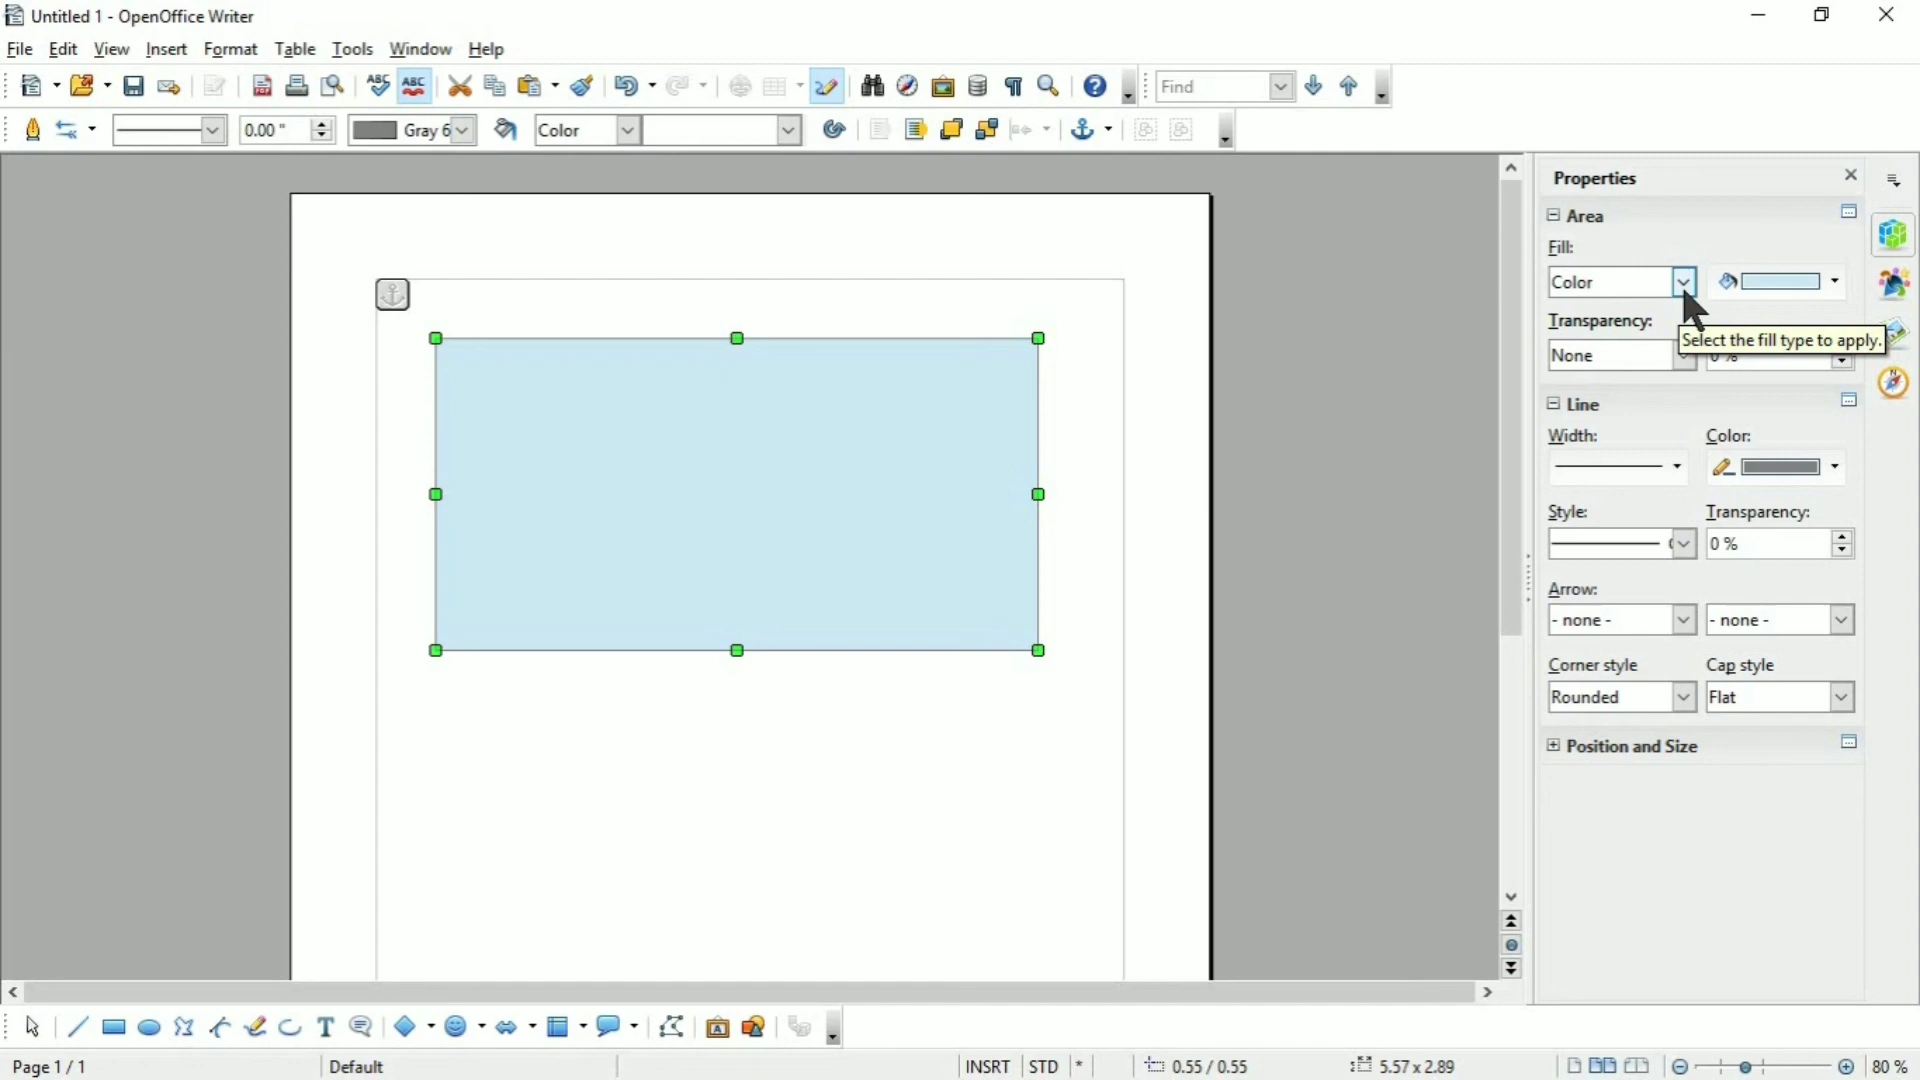 Untitled 1 - OpenOffice Writer
File Edit View Insert Format Table Tools Window Help
ABC ABC Find
0.00 " Gray 6 Color
Properties
Area
Fill:
Color
Transparency:
Select the fill type to apply.
None
Line
Width: Color:
Style: Transparency:
0 %
Arrow:
- none - - none -
Corner style Cap style
Rounded Flat
Position and Size
Page 1 / 1 Default INSRT STD * 0.55 / 0.55 5.57 x 2.89 80 %